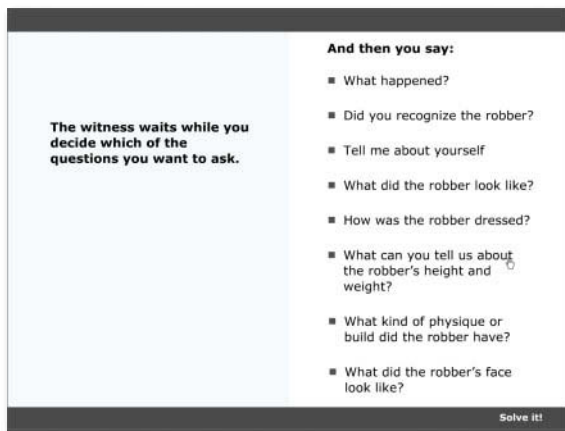 The witness waits while you
decide which of the
questions you want to ask.
And then you say:
What happened?
Did you recognize the robber?
Tell me about yourself
What did the robber look like?
How was the robber dressed?
What can you tell us about
the robber's height and
weight?
What kind of physique or
build did the robber have?
What did the robber's face
look like?
Solve it!